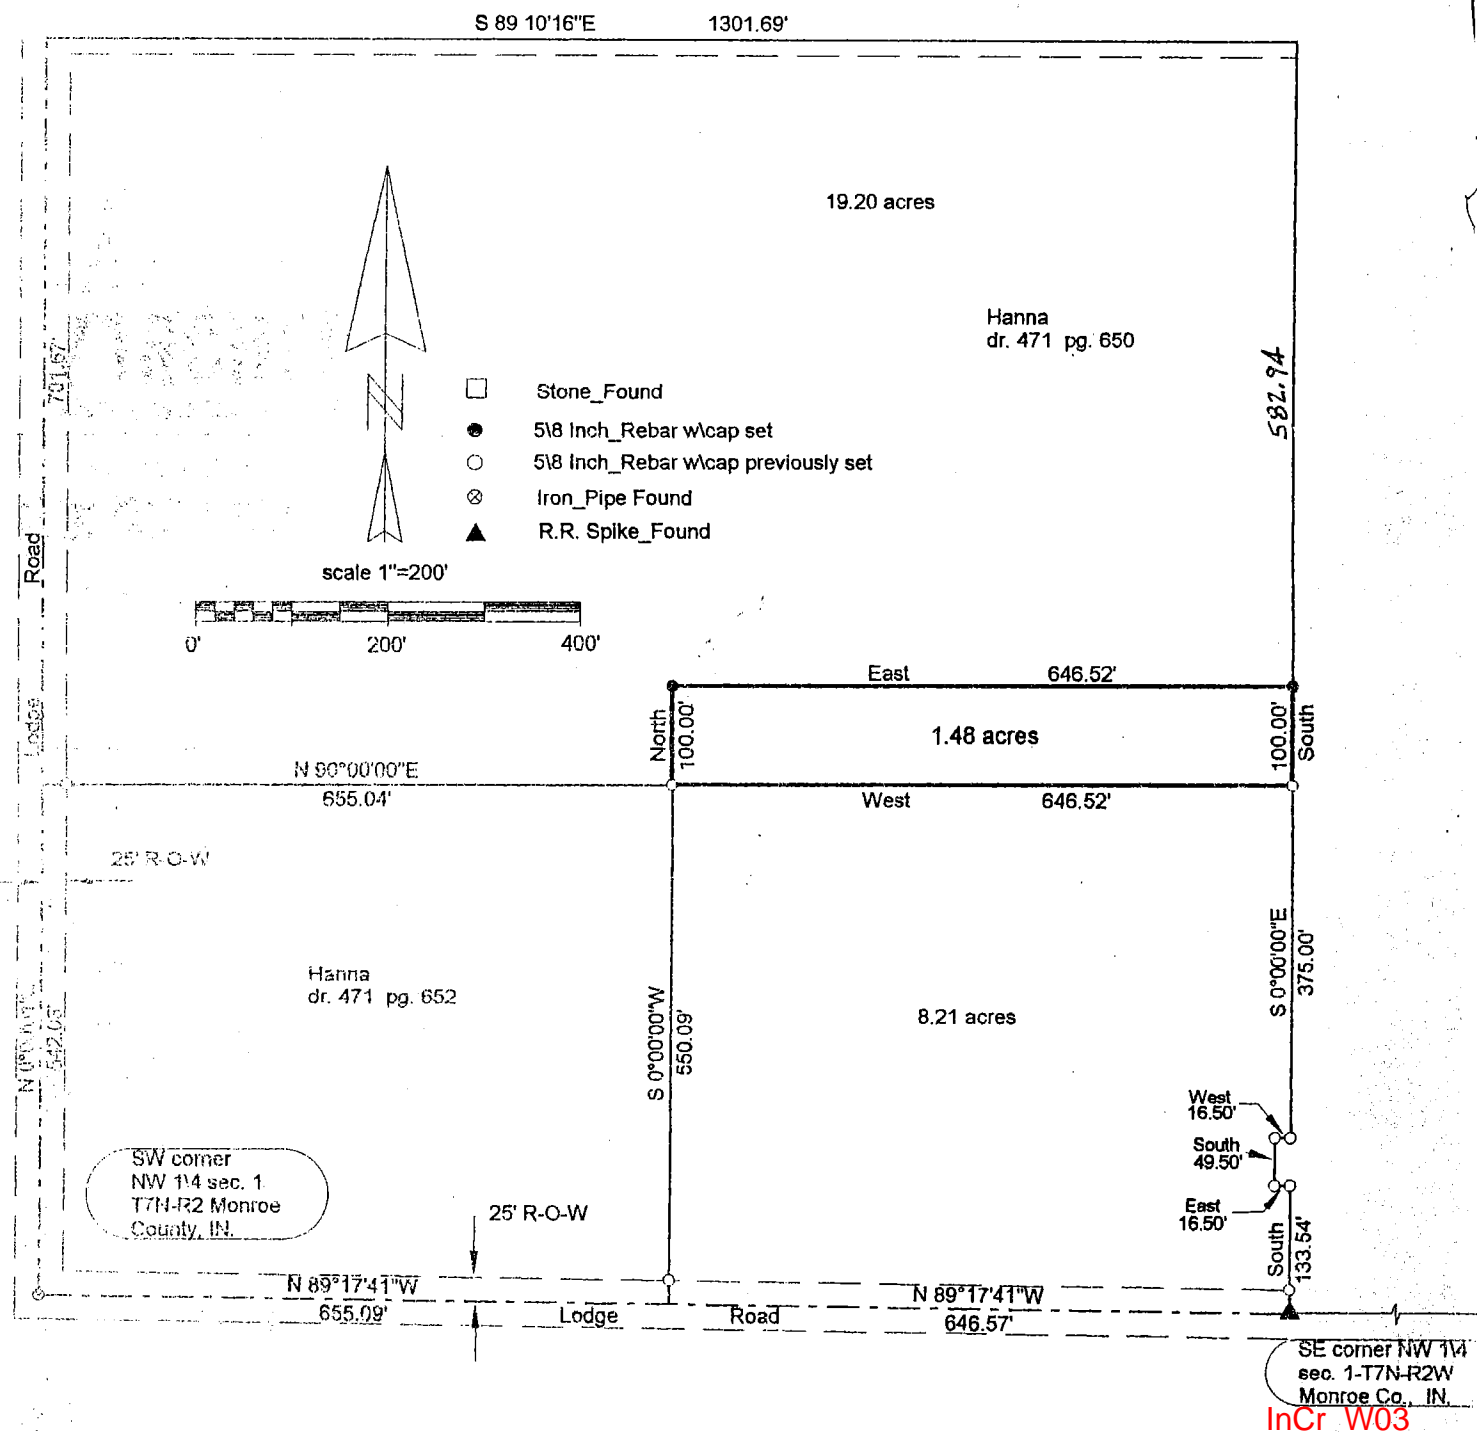 S 89 10'16"E 1301.69'
19.20 acres
Hanna
dr. 471 pg. 650
582.94
701.67'
Stone_Found
5\8 Inch_Rebar w\cap set
5\8 Inch_Rebar w\cap previously set
Iron_Pipe Found
R.R. Spike_Found
N
scale 1"=200'
0' 200' 400'
Lodge Road
East 646.52'
North
100.00'
1.48 acres
100.00'
South
N 90°00'00"E
655.04'
West 646.52'
25' R-O-W
Hanna
dr. 471 pg. 652
542.03'
S 0°00'00"W
550.09'
8.21 acres
S 0°00'00"E
375.00'
West
16.50'
South
49.50'
East
16.50'
South
133.54'
SW corner
NW 1\4 sec. 1
T7N-R2 Monroe
County, IN.
25' R-O-W
N 89°17'41"W
655.09'
Lodge Road
N 89°17'41"W
646.57'
SE corner NW 1\4
sec. 1-T7N-R2W
Monroe Co., IN.
InCr_W03